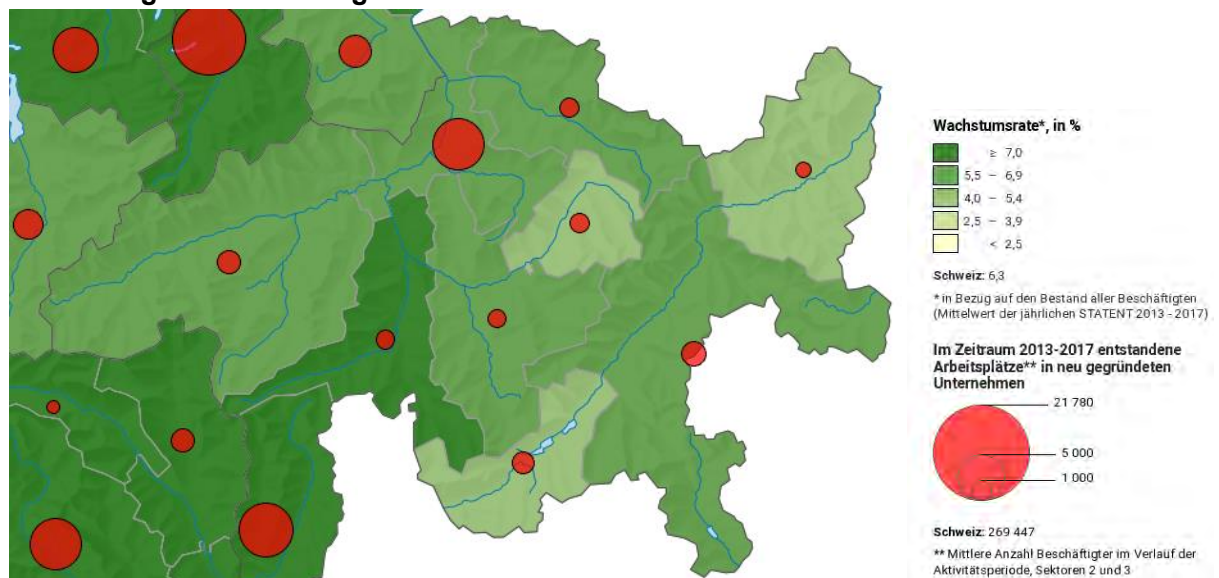 Wachstumsrate*, in %
≥ 7,0
5,5 – 6,9
4,0 – 5,4
2,5 – 3,9
< 2,5
Schweiz: 6,3
* in Bezug auf den Bestand aller Beschäftigten
(Mittelwert der jährlichen STATENT 2013 - 2017)
Im Zeitraum 2013-2017 entstandene
Arbeitsplätze** in neu gegründeten
Unternehmen
21 780
5 000
1 000
Schweiz: 269 447
** Mittlere Anzahl Beschäftigter im Verlauf der
Aktivitätsperiode, Sektoren 2 und 3